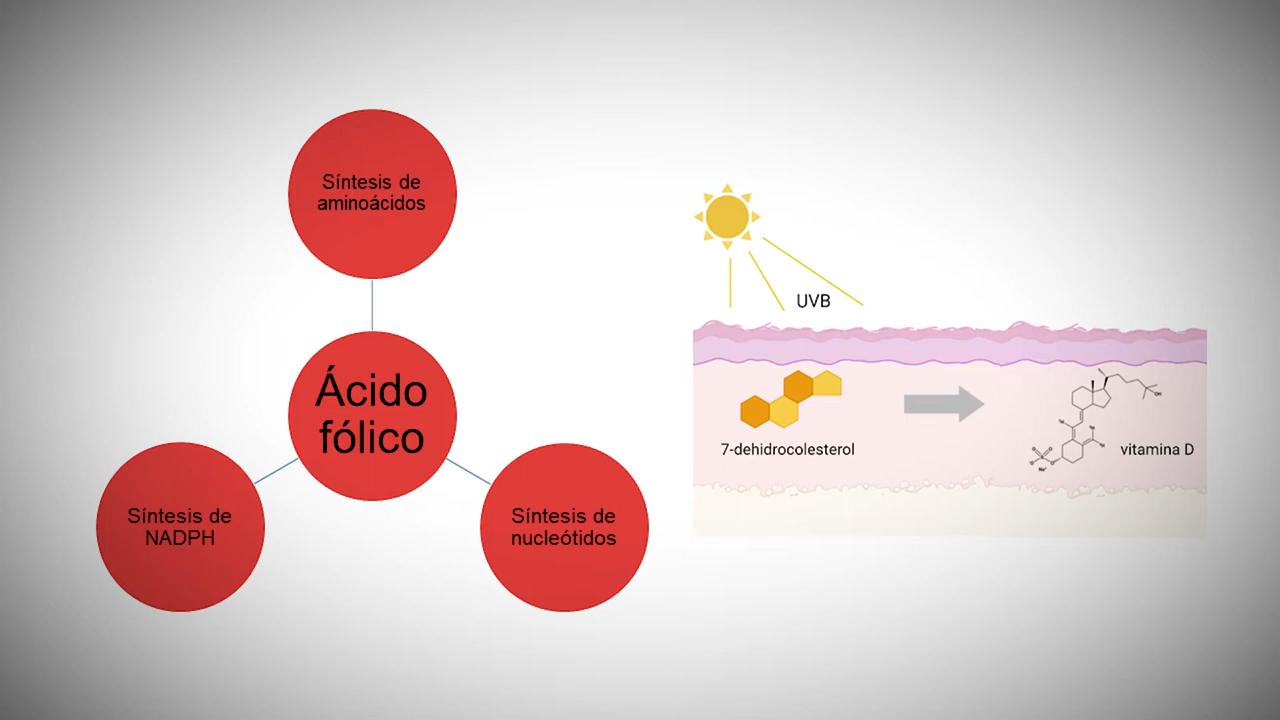 Síntesis de
aminoácidos
Ácido
fólico
Síntesis de
NADPH
Síntesis de
nucleótidos
UVB
7-dehidrocolesterol
vitamina D